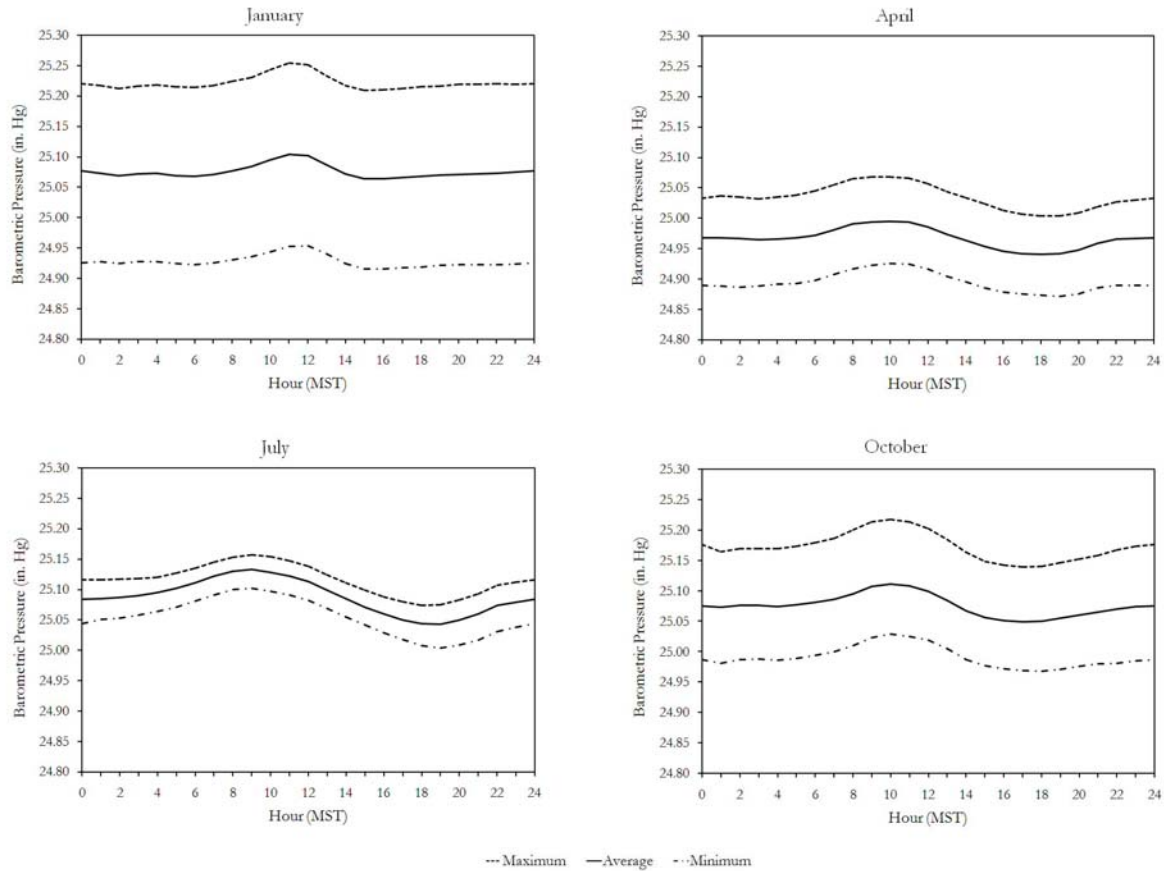 January
25.30
25.25
25.20
25.15
25.10
25.05
25.00
24.95
24.90
24.85
24.80
Barometric Pressure (in. Hg)
0 2 4 6 8 10 12 14 16 18 20 22 24
Hour (MST)
April
25.30
25.25
25.20
25.15
25.10
25.05
25.00
24.95
24.90
24.85
24.80
Barometric Pressure (in. Hg)
0 2 4 6 8 10 12 14 16 18 20 22 24
Hour (MST)
July
25.30
25.25
25.20
25.15
25.10
25.05
25.00
24.95
24.90
24.85
24.80
Barometric Pressure (in. Hg)
0 2 4 6 8 10 12 14 16 18 20 22 24
Hour (MST)
October
25.30
25.25
25.20
25.15
25.10
25.05
25.00
24.95
24.90
24.85
24.80
Barometric Pressure (in. Hg)
0 2 4 6 8 10 12 14 16 18 20 22 24
Hour (MST)
Maximum Average Minimum